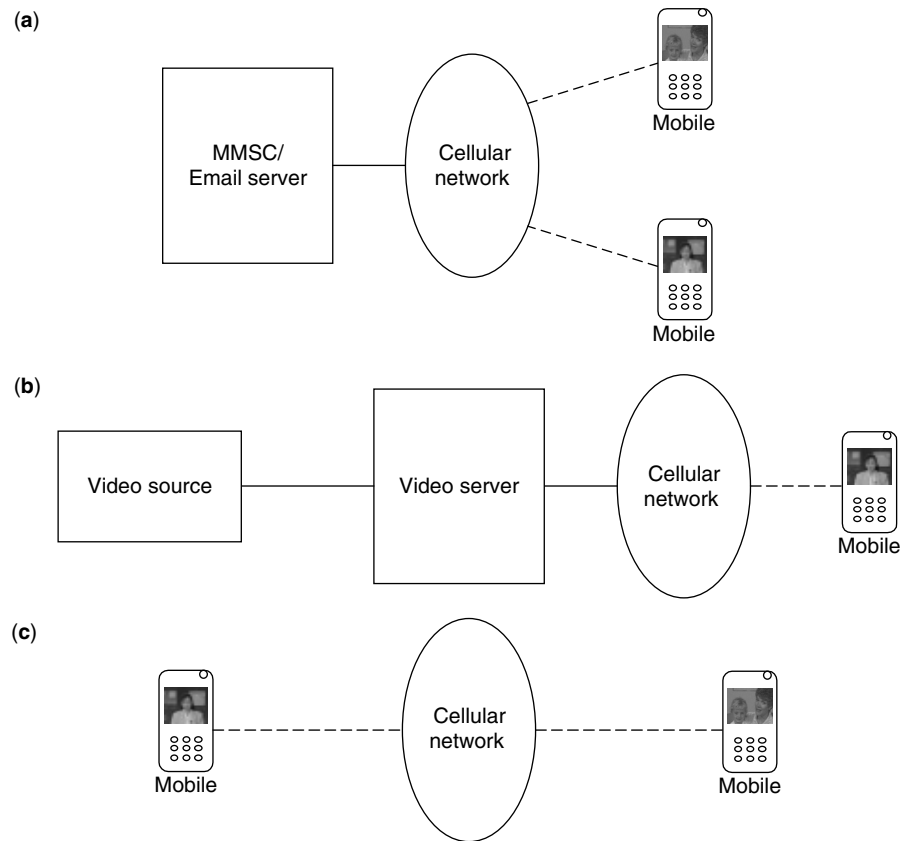 (a)
MMSC/
Email server
Cellular
network
Mobile
Mobile
(b)
Video source
Video server
Cellular
network
Mobile
(c)
Mobile
Cellular
network
Mobile